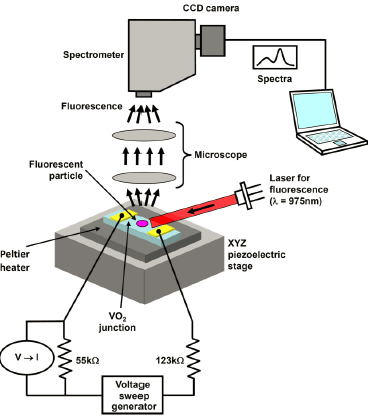 CCD camera
Spectrometer
Spectra
Fluorescence
Microscope
Fluorescent
particle
Laser for
fluorescence
(λ = 975nm)
Peltier
heater
XYZ
piezoelectric
stage
VO₂
junction
V → I
55kΩ
123kΩ
Voltage
sweep
generator